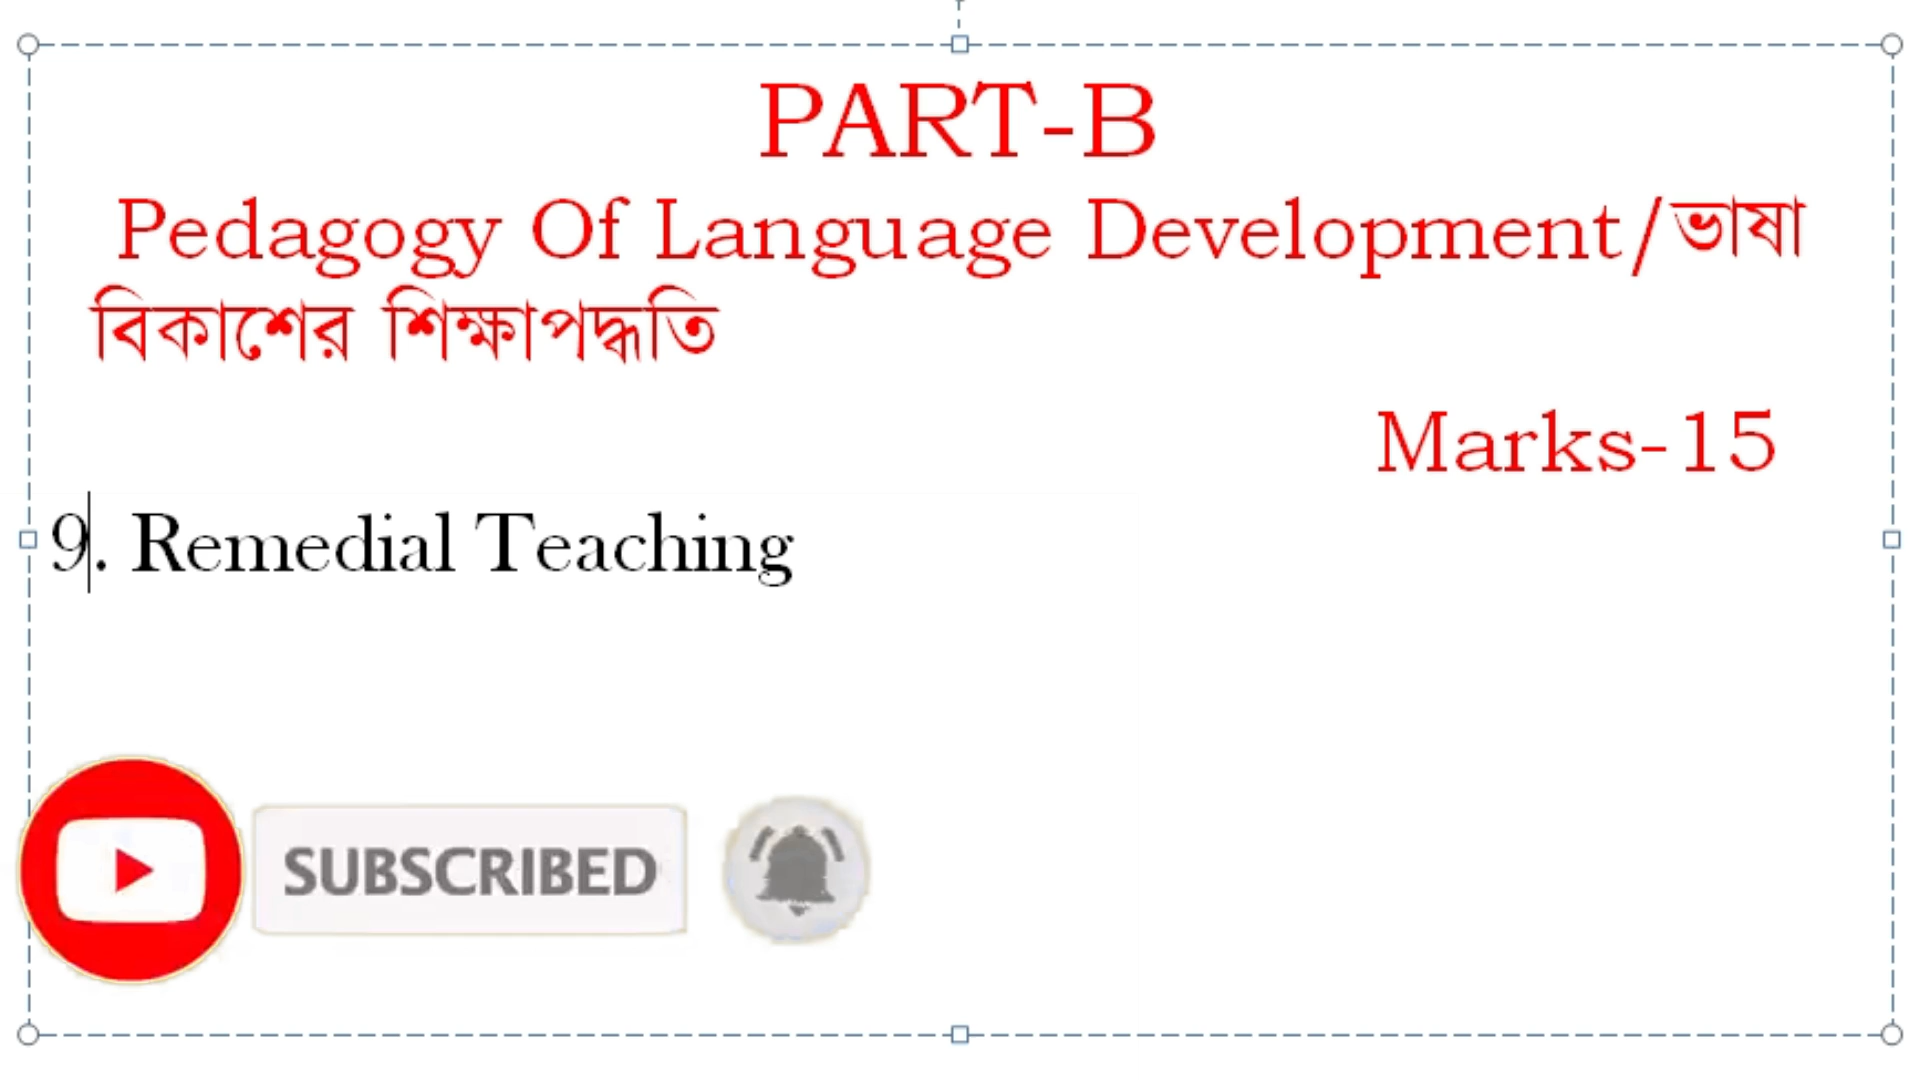 PART-B
Pedagogy Of Language Development/ভাষা
বিকাশের শিক্ষাপদ্ধতি
Marks-15
9. Remedial Teaching
SUBSCRIBED